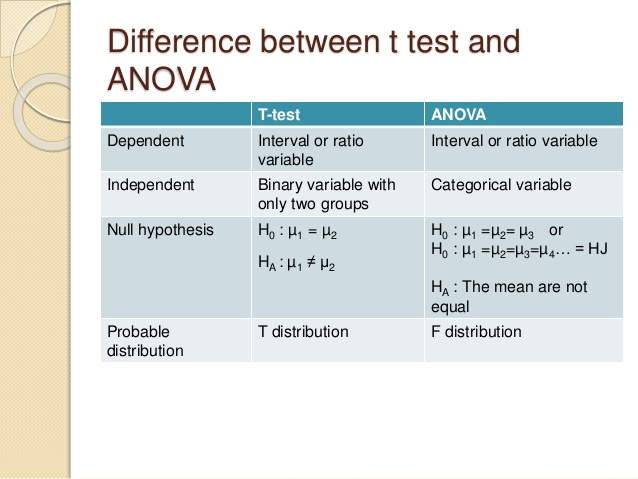 Difference between t test and
ANOVA
T-test
ANOVA
Dependent
Interval or ratio
variable
Interval or ratio variable
Independent
Binary variable with
only two groups
Categorical variable
Null hypothesis
H₀ : µ₁ = µ₂
H_A : µ₁ ≠ µ₂
H₀ : µ₁ =µ₂= µ₃ or
H₀ : µ₁ =µ₂=µ₃=µ₄… = HJ
H_A : The mean are not
equal
Probable
distribution
T distribution
F distribution